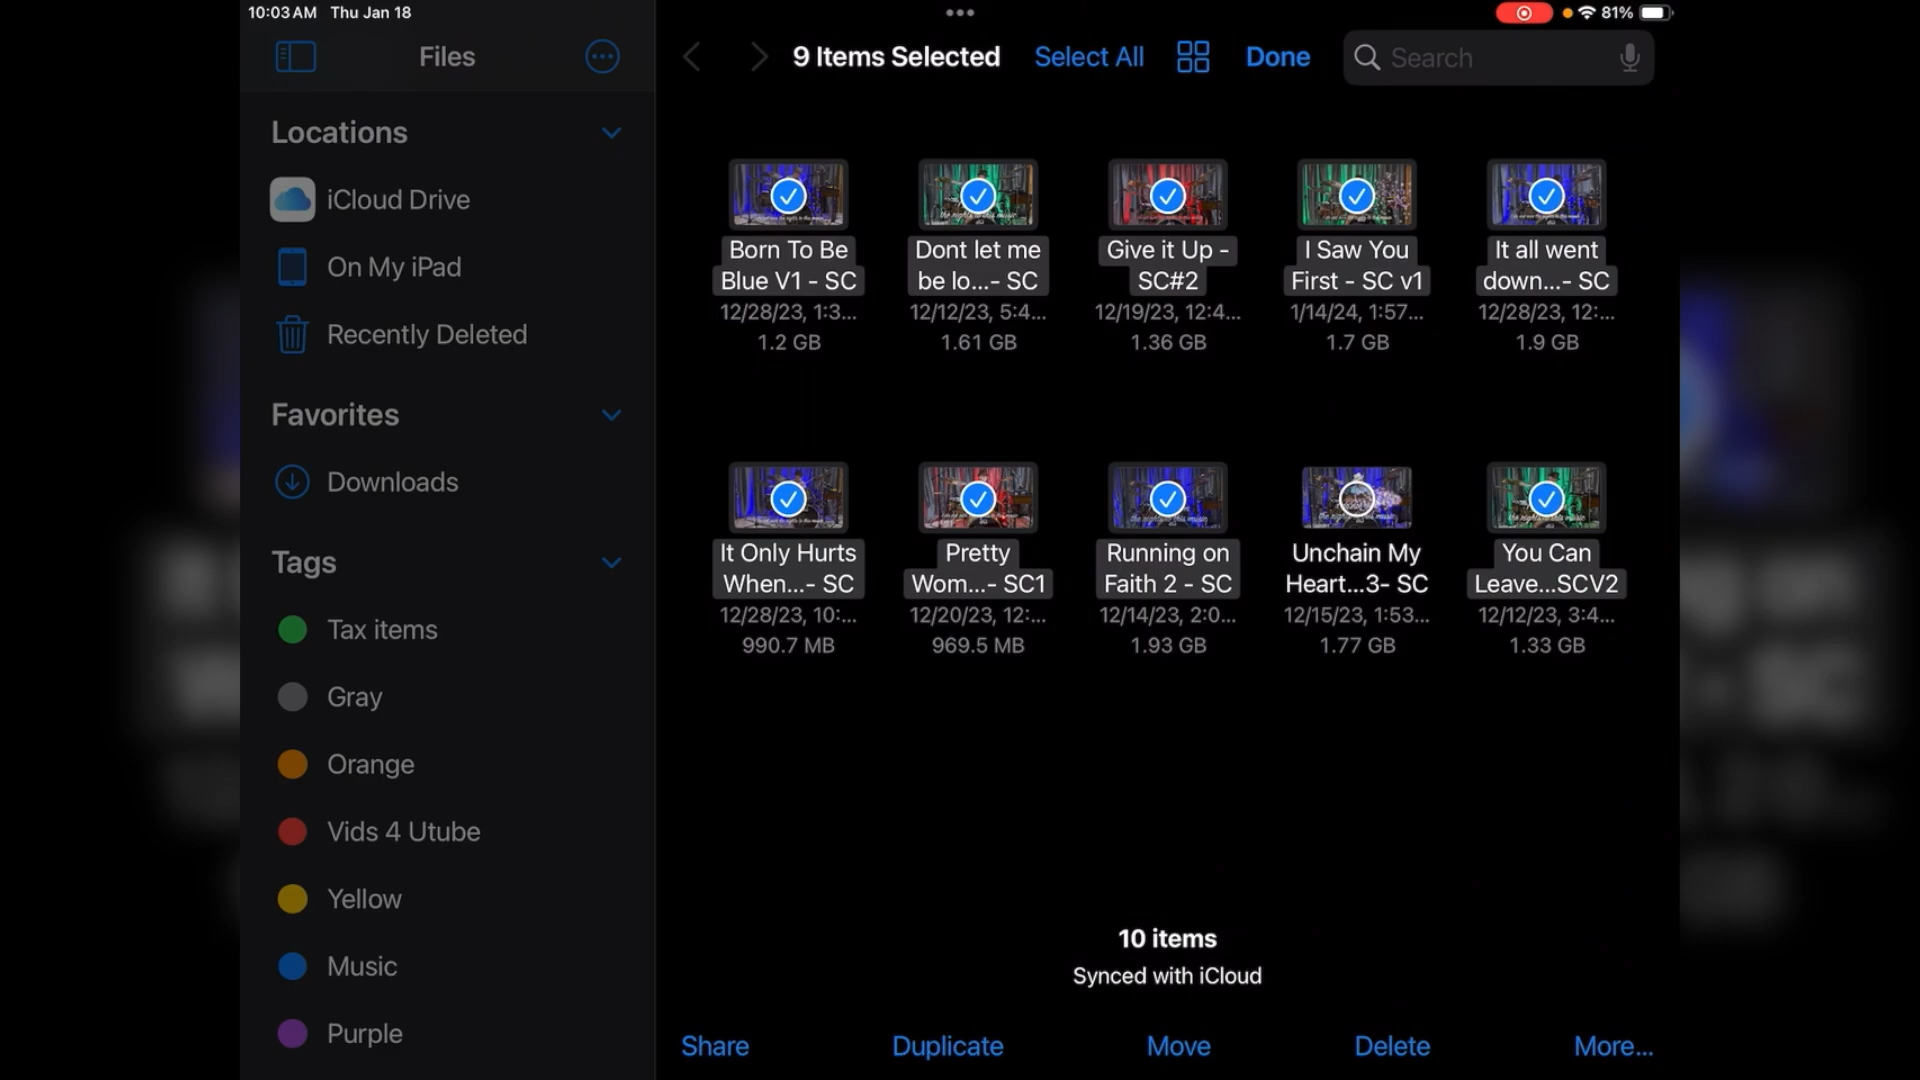 10:03 AM Thu Jan 18
81%
Files
9 Items Selected
Select All
Done
Search
Locations
iCloud Drive
On My iPad
Recently Deleted
Favorites
Downloads
Tags
Tax items
Gray
Orange
Vids 4 Utube
Yellow
Music
Purple
Born To Be
Blue V1 - SC
12/28/23, 1:3...
1.2 GB
Dont let me
be lo...- SC
12/12/23, 5:4...
1.61 GB
Give it Up -
SC#2
12/19/23, 12:4...
1.36 GB
I Saw You
First - SC v1
1/14/24, 1:57...
1.7 GB
It all went
down...- SC
12/28/23, 12:...
1.9 GB
It Only Hurts
When...- SC
12/28/23, 10:...
990.7 MB
Pretty
Wom...- SC1
12/20/23, 12:...
969.5 MB
Running on
Faith 2 - SC
12/14/23, 2:0...
1.93 GB
Unchain My
Heart...3- SC
12/15/23, 1:53...
1.77 GB
You Can
Leave...SCV2
12/12/23, 3:4...
1.33 GB
10 items
Synced with iCloud
Share
Duplicate
Move
Delete
More...